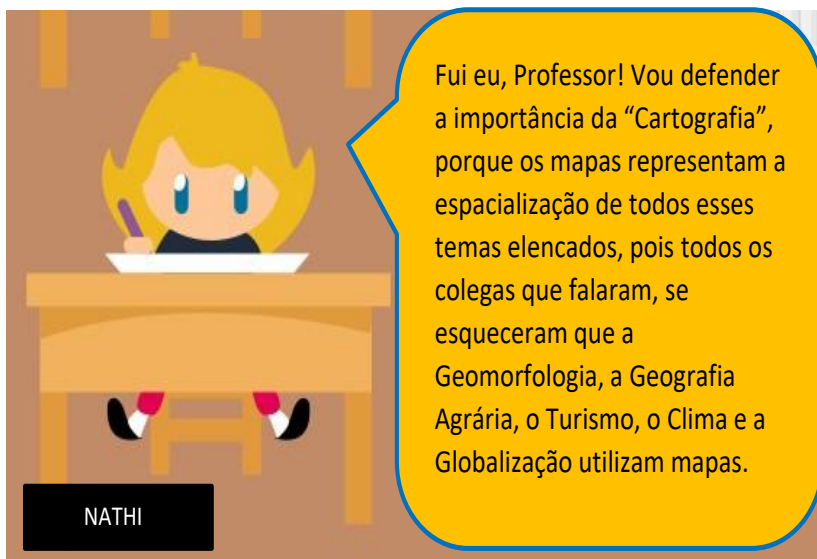 Fui eu, Professor! Vou defender
a importância da “Cartografia”,
porque os mapas representam a
espacialização de todos esses
temas elencados, pois todos os
colegas que falaram, se
esqueceram que a
Geomorfologia, a Geografia
Agrária, o Turismo, o Clima e a
Globalização utilizam mapas.
NATHI